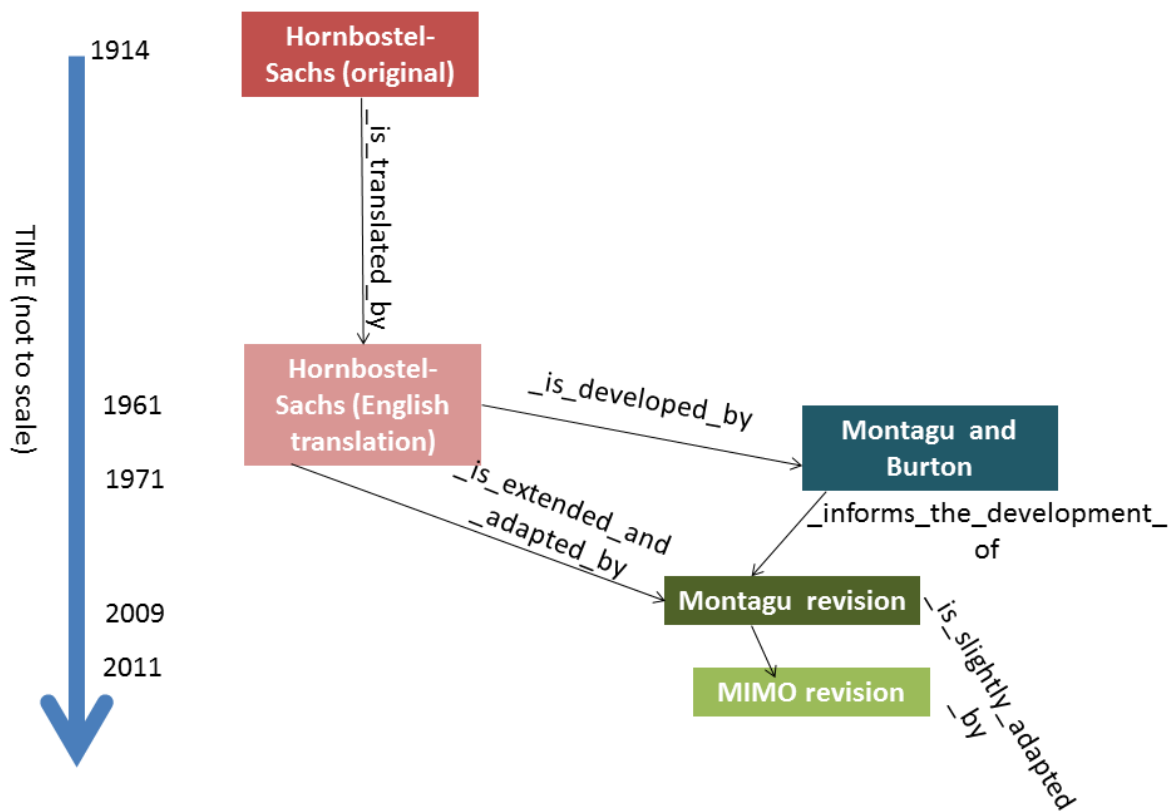 1914
Hornbostel-
Sachs (original)
_is_translated_by
TIME (not to scale)
Hornbostel-
Sachs (English
translation)
1961
_is_developed_by
Montagu and
Burton
1971
_is_extended_and
_adapted_by
_informs_the_development_
of
Montagu revision
2009
_is_slightly_adapted
_by
2011
MIMO revision